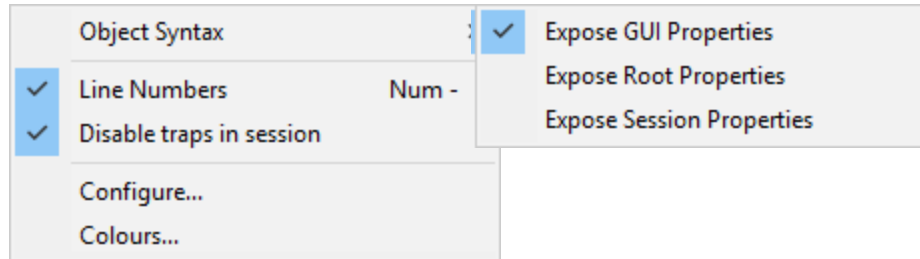 Object Syntax
Line Numbers Num -
Disable traps in session
Configure...
Colours...
Expose GUI Properties
Expose Root Properties
Expose Session Properties